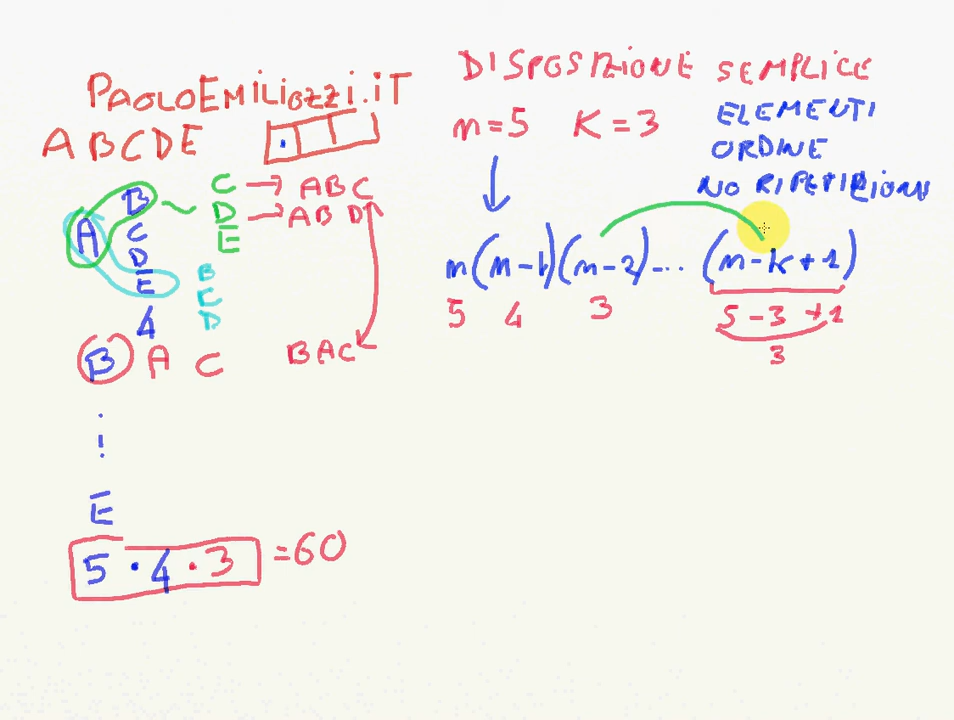 PAOLOEMILIOZZI.IT
A B C D E
B C → ABC
A C D → ABD
D E
E B
4 C
D
B A C BAC
E
5 · 4 · 3 = 60
DISPOSIZIONE SEMPLICE
n=5 K=3 ELEMENTI
ORDINE
NO RIPETIZIONI
n(n-1)(n-2)-... (n-k+1)
5 4 3 5-3+1
3